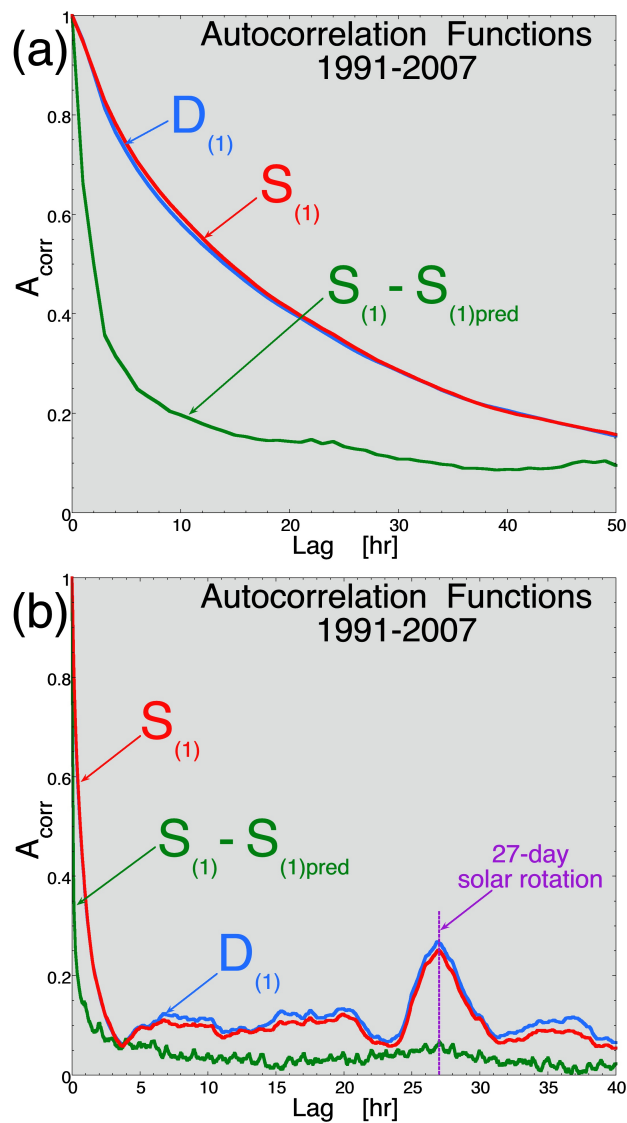 (a)
Autocorrelation Functions
1991-2007
D(1)
S(1)
S(1) - S(1)pred
Acorr
1
0.8
0.6
0.4
0.2
0
0 10 20 30 40 50
Lag [hr]
(b)
Autocorrelation Functions
1991-2007
S(1)
S(1) - S(1)pred
27-day
solar rotation
D(1)
Acorr
1
0.8
0.6
0.4
0.2
0
0 5 10 15 20 25 30 35 40
Lag [hr]